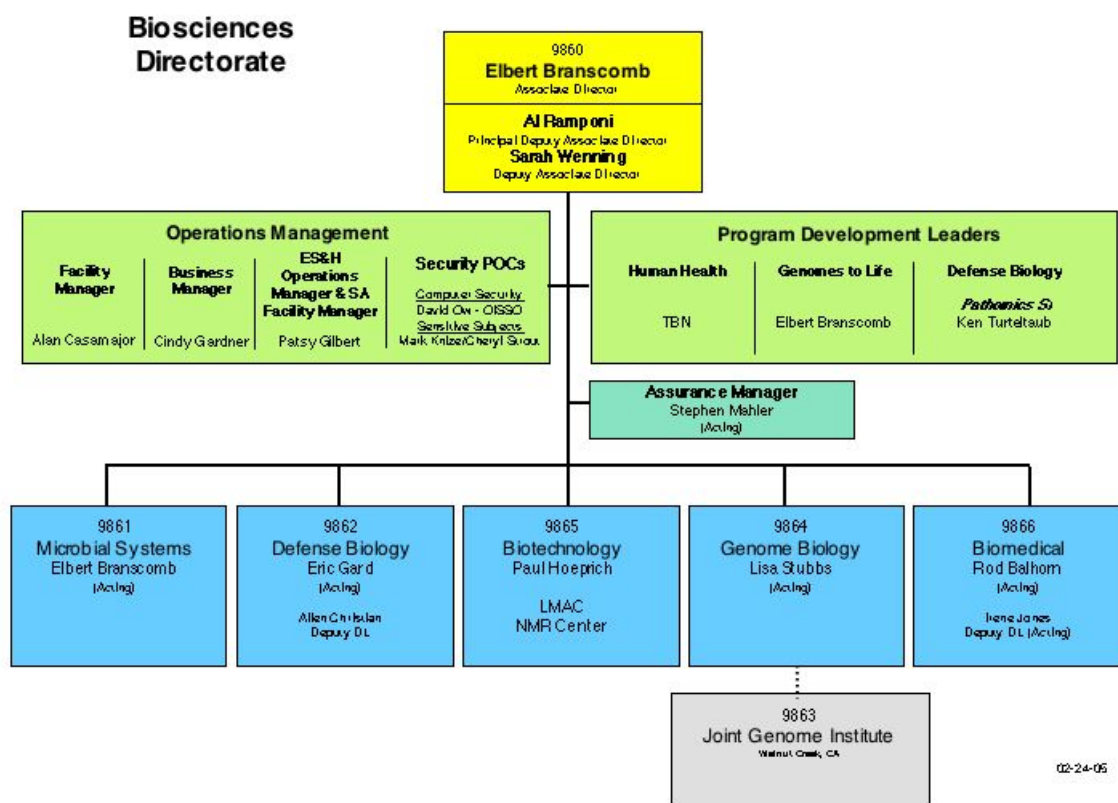 Biosciences
Directorate
9860
Elbert Branscomb
Associate Director
Al Ramponi
Principal Deputy Associate Director
Sarah Wenning
Deputy Associate Director
Operations Management
Facility
Manager
Alan Casamajor
Business
Manager
Cindy Gardner
ES&H
Operations
Manager & SA
Facility Manager
Patsy Gilbert
Security POCs
Computer Security
David Ow - OISSO
Sensitive Subjects
Mark Knize/Cheryl
Program Development Leaders
Human Health
TBN
Genomes to Life
Elbert Branscomb
Defense Biology
Pathomics SI
Ken Turteltaub
Assurance Manager
Stephen Mahler
(Acting)
9861
Microbial Systems
Elbert Branscomb
(Acting)
9862
Defense Biology
Eric Gard
(Acting)
Allen Christian
Deputy DL
9865
Biotechnology
Paul Hoeprich
LMAC
NMR Center
9864
Genome Biology
Lisa Stubbs
(Acting)
9866
Biomedical
Rod Balhorn
(Acting)
Irene Jones
Deputy DL (Acting)
9863
Joint Genome Institute
Walnut Creek, CA
02-24-05